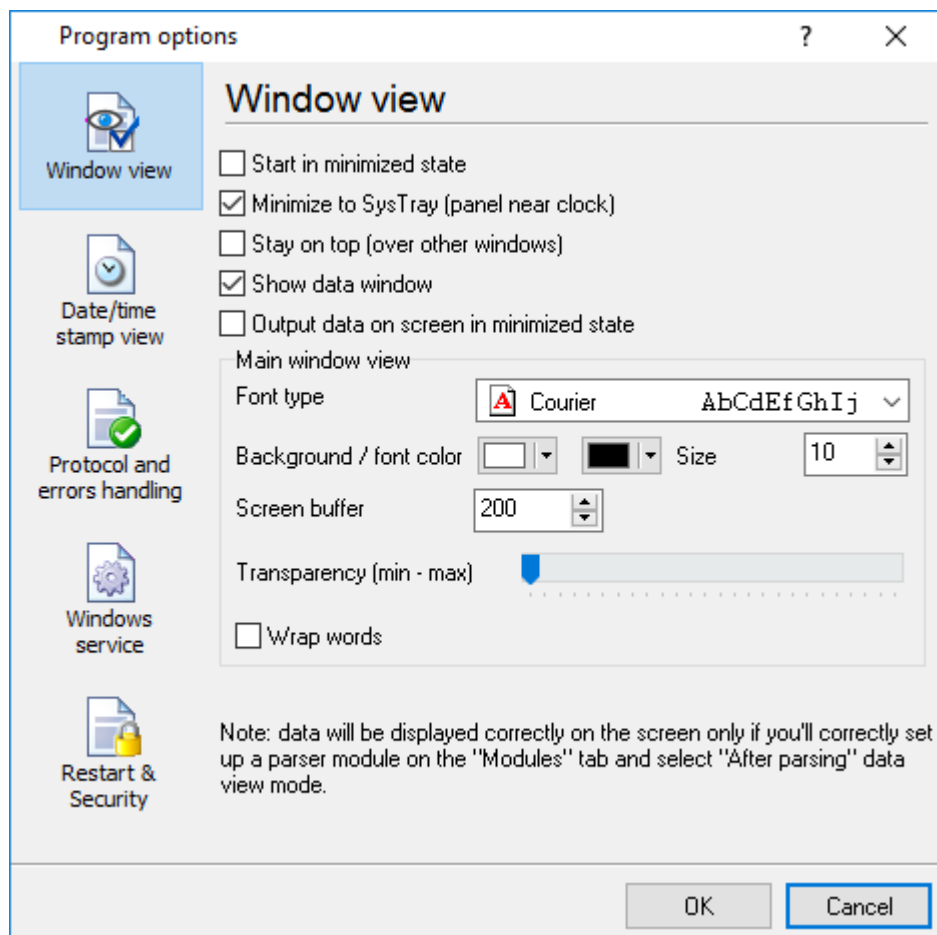 Program options
?
Window view
Window view
Start in minimized state
Minimize to SysTray (panel near clock)
Stay on top (over other windows)
Show data window
Output data on screen in minimized state
Date/time
stamp view
Main window view
Font type
A Courier AbCdEfGhIj
Background / font color
Size 10
Protocol and
errors handling
Screen buffer 200
Transparency (min - max)
Windows
service
Wrap words
Restart &
Security
Note: data will be displayed correctly on the screen only if you'll correctly set
up a parser module on the "Modules" tab and select "After parsing" data
view mode.
OK Cancel